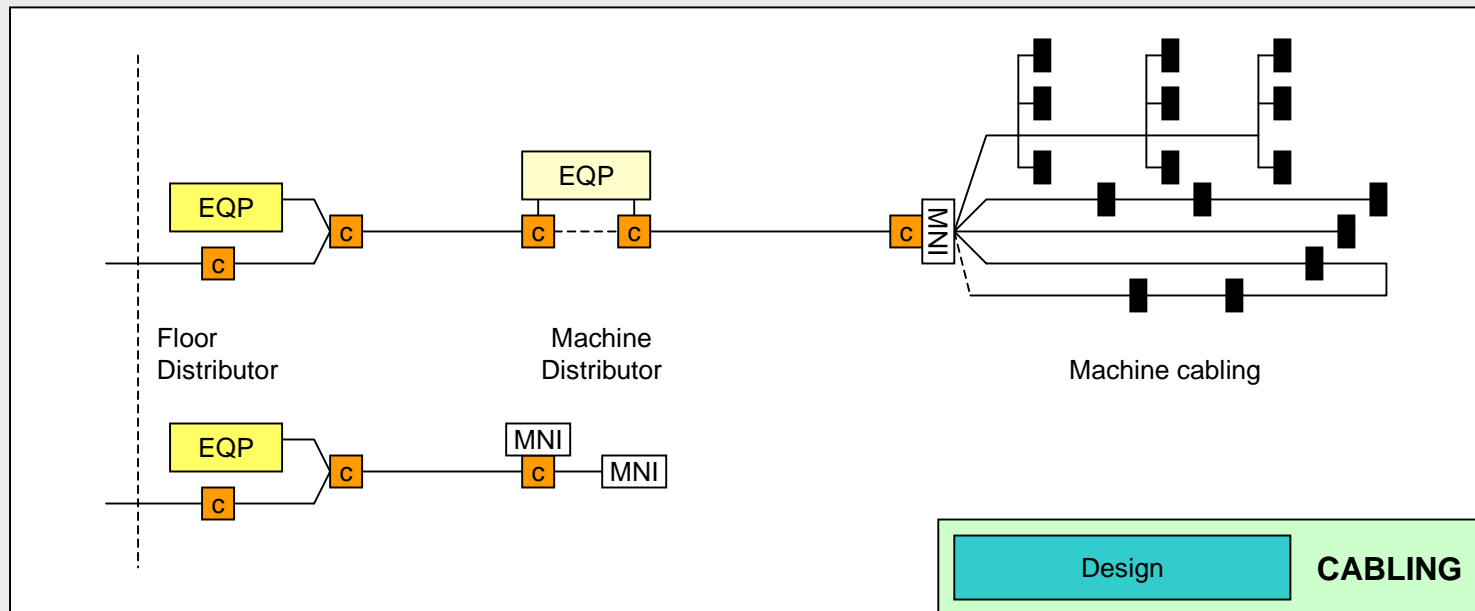 EQP
EQP
C
C
C
C
MNI
C
C
Floor
Distributor
Machine
Distributor
Machine cabling
EQP
MNI
C
C
MNI
C
Design
CABLING